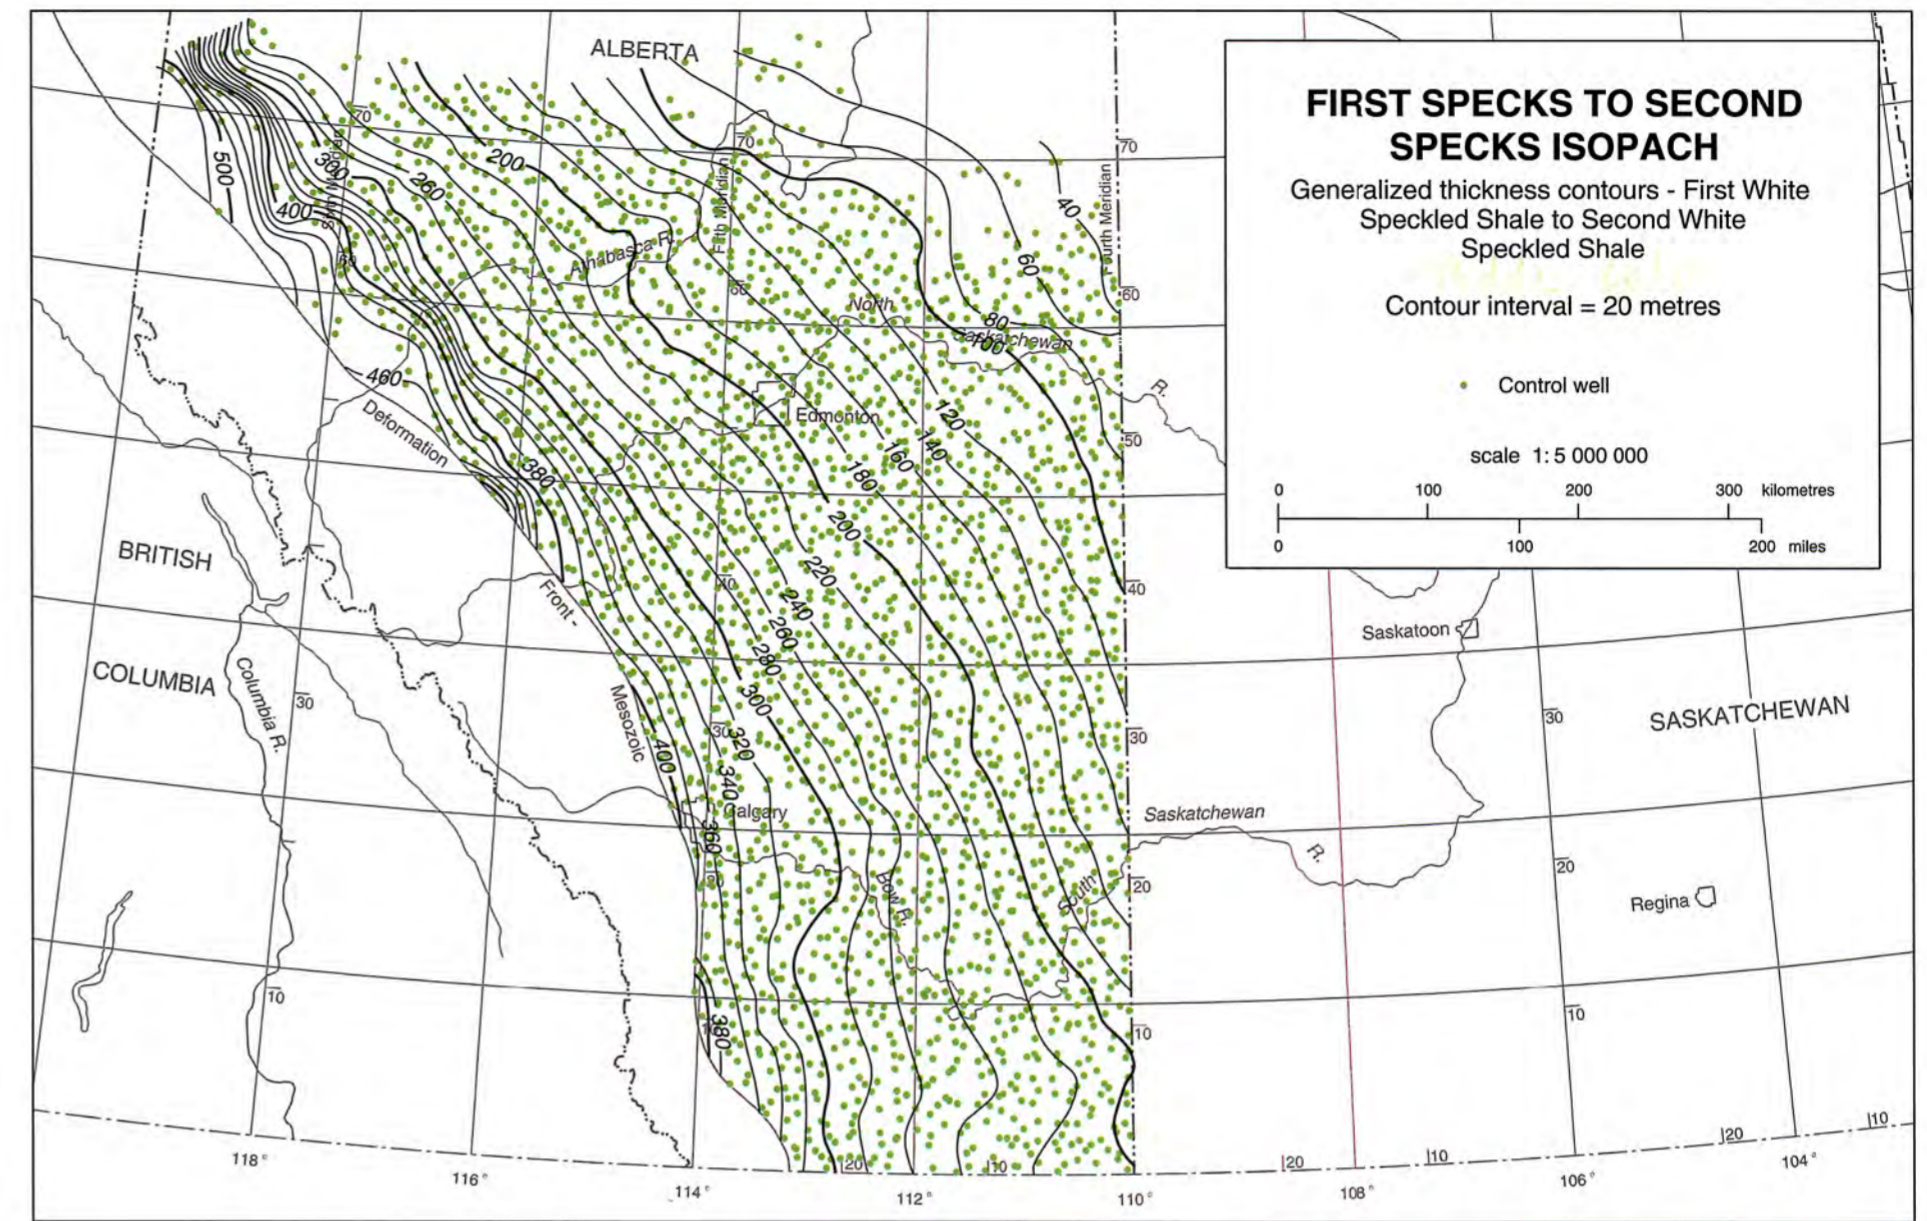 ALBERTA
FIRST SPECKS TO SECOND
SPECKS ISOPACH
Generalized thickness contours - First White
Speckled Shale to Second White
Speckled Shale
Contour interval = 20 metres
Control well
scale 1: 5 000 000
0 100 200 300 kilometres
0 100 200 miles
70
70
70
500
300
260
200
400
Fifth Meridian
Fourth Meridian
40
60
Athabasca R.
60
60
60
North
80
Saskatchewan
100
R.
460
Deformation
Edmonton
120
140
160
180
50
380
200
BRITISH
COLUMBIA
Front -
220
40
40
240
260
280
Saskatoon
Columbia R.
30
Mesozoic
300
30
320
400
340
30
30
SASKATCHEWAN
Calgary
360
Saskatchewan
R.
Bow R.
South
20
20
Regina
10
380
10
10
20
10
20
10
20
10
118°
116°
114°
112°
110°
108°
106°
104°